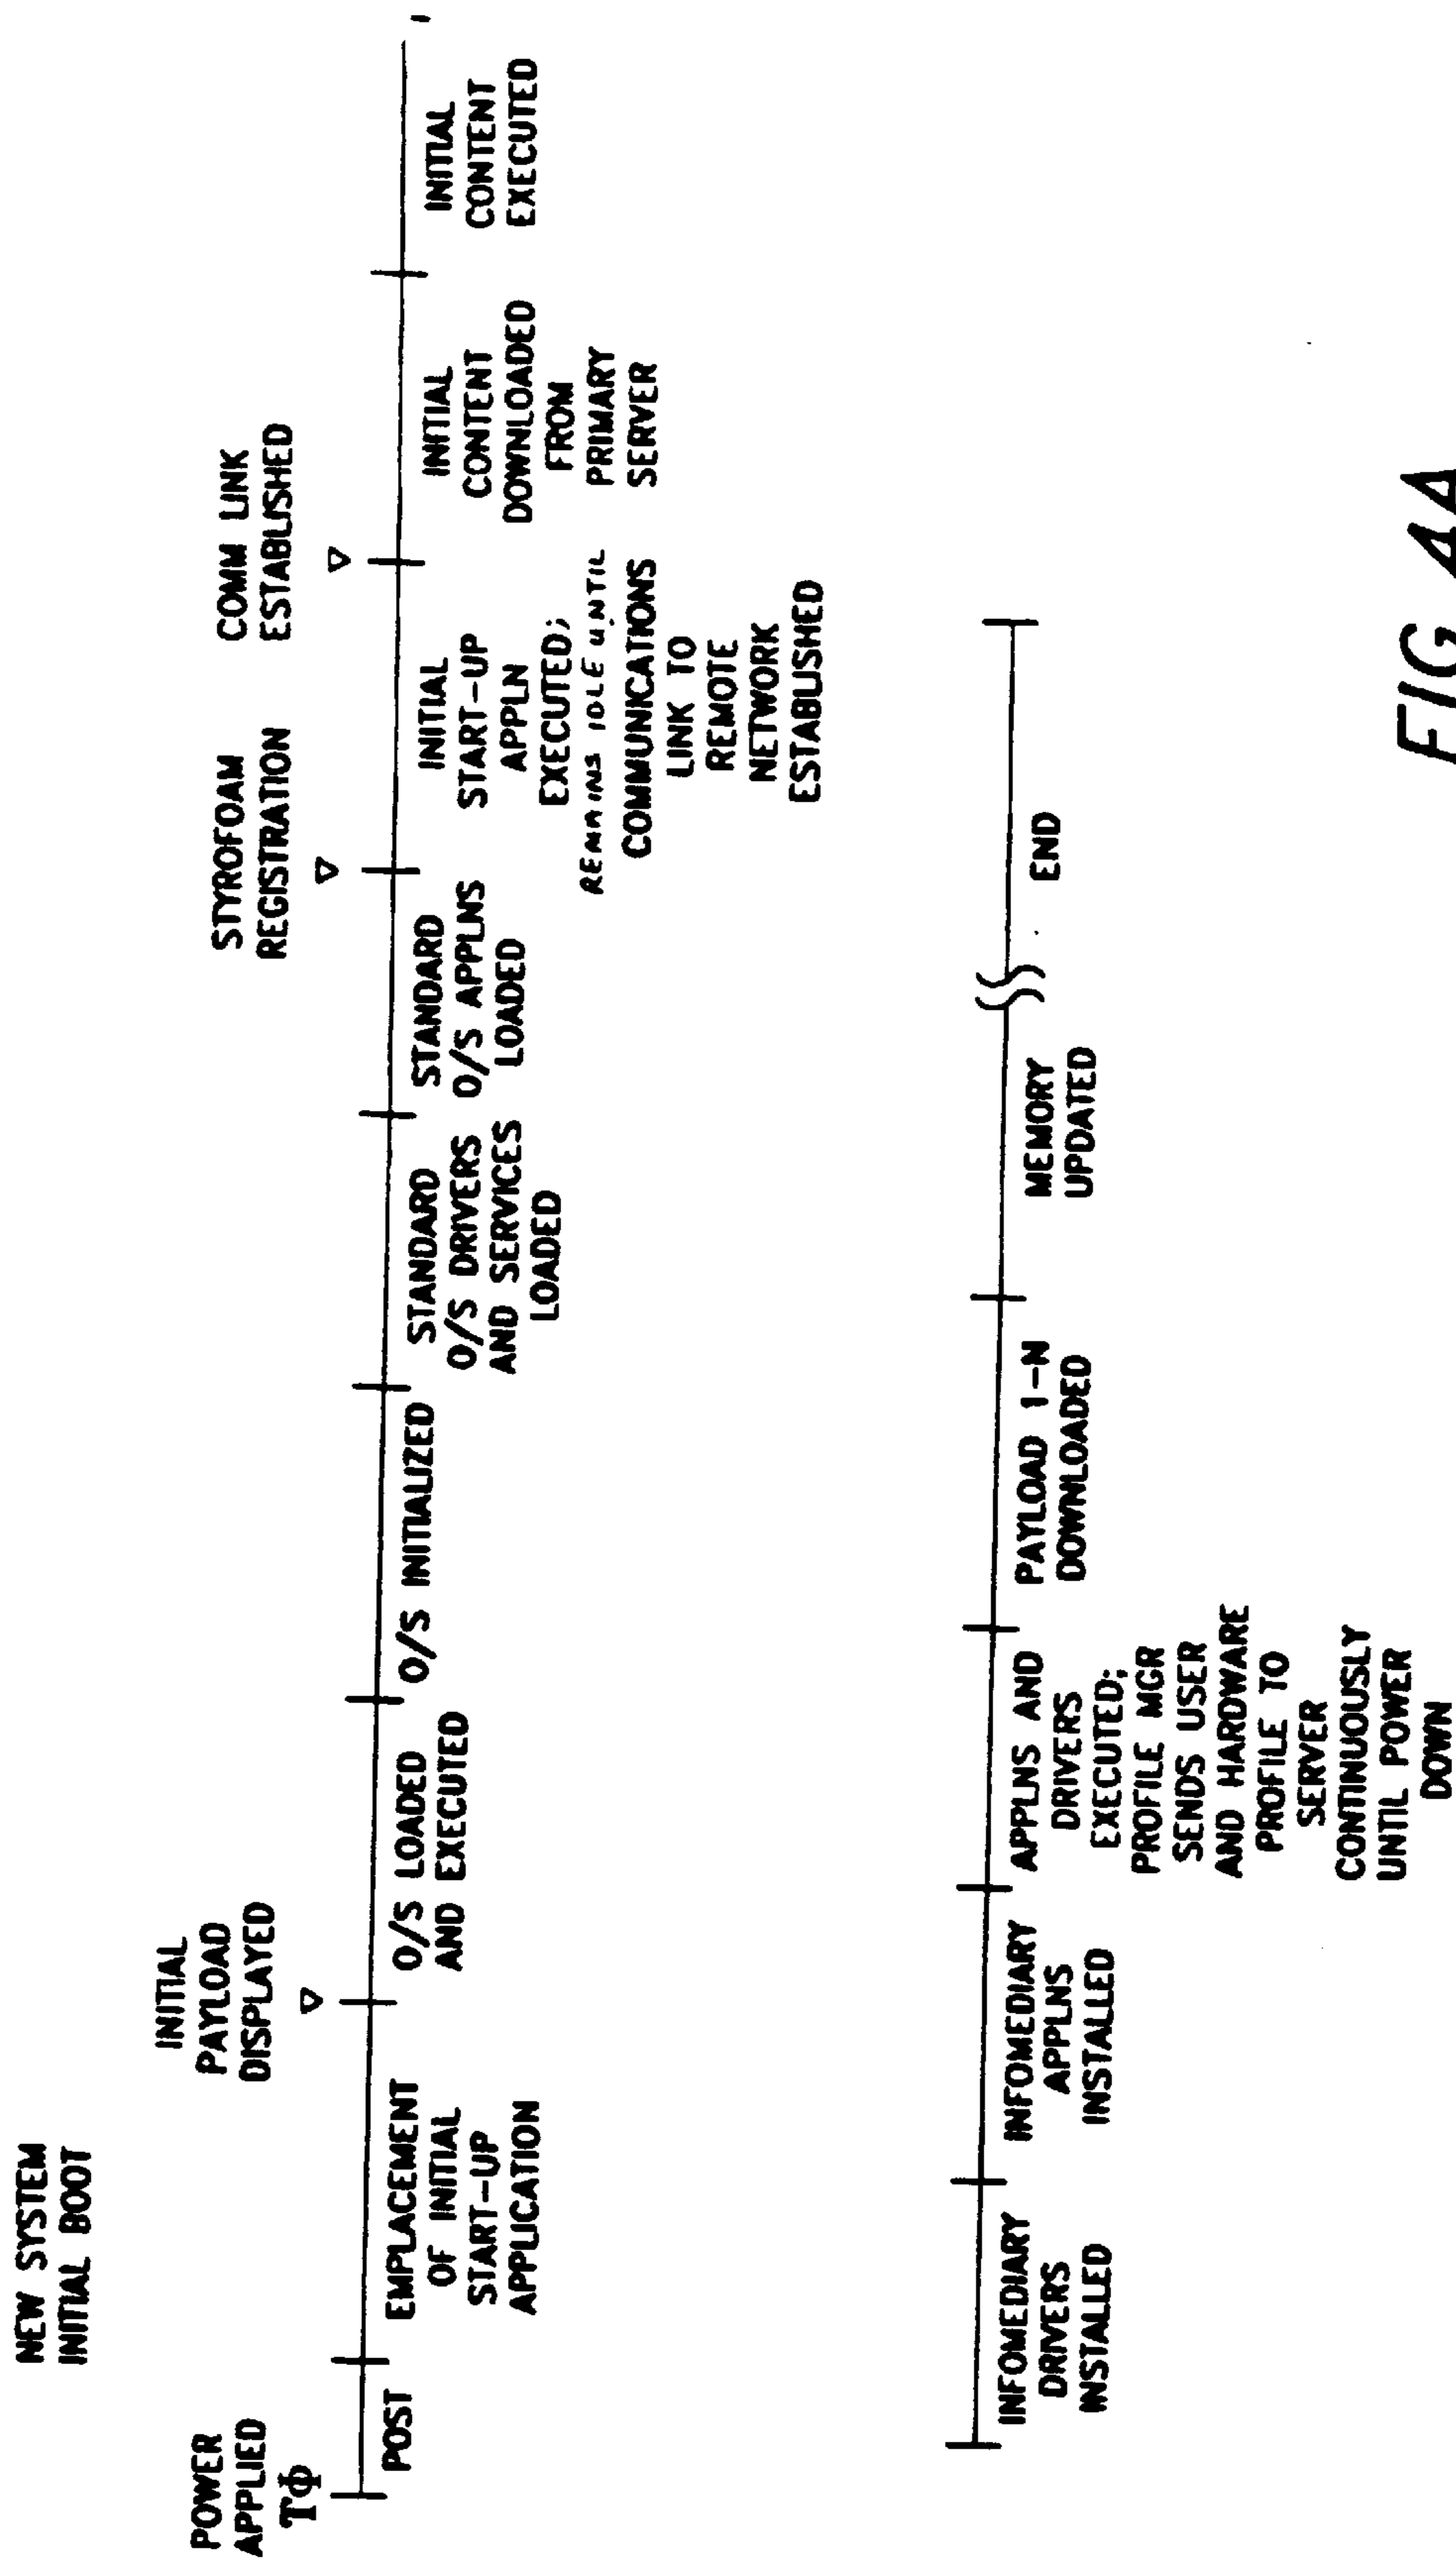 NEW SYSTEM
INITIAL BOOT
POWER
APPLIED
TΦ
INITIAL
PAYLOAD
DISPLAYED
STYROFOAM
REGISTRATION
COMM LINK
ESTABLISHED
POST
EMPLACEMENT
OF INITIAL
START-UP
APPLICATION
O/S LOADED
AND EXECUTED
O/S INITIALIZED
STANDARD
O/S DRIVERS
AND SERVICES
LOADED
STANDARD
O/S APPLNS
LOADED
INITIAL
START-UP
APPLN
EXECUTED;
REMAINS IDLE UNTIL
COMMUNICATIONS
LINK TO
REMOTE
NETWORK
ESTABLISHED
INITIAL
CONTENT
DOWNLOADED
FROM
PRIMARY
SERVER
INITIAL
CONTENT
EXECUTED
INFOMEDIARY
DRIVERS
INSTALLED
INFOMEDIARY
APPLNS
INSTALLED
APPLNS AND
DRIVERS
EXECUTED;
PROFILE MGR
SENDS USER
AND HARDWARE
PROFILE TO
SERVER
CONTINUOUSLY
UNTIL POWER
DOWN
PAYLOAD 1-N
DOWNLOADED
MEMORY
UPDATED
END
FIG. 4A